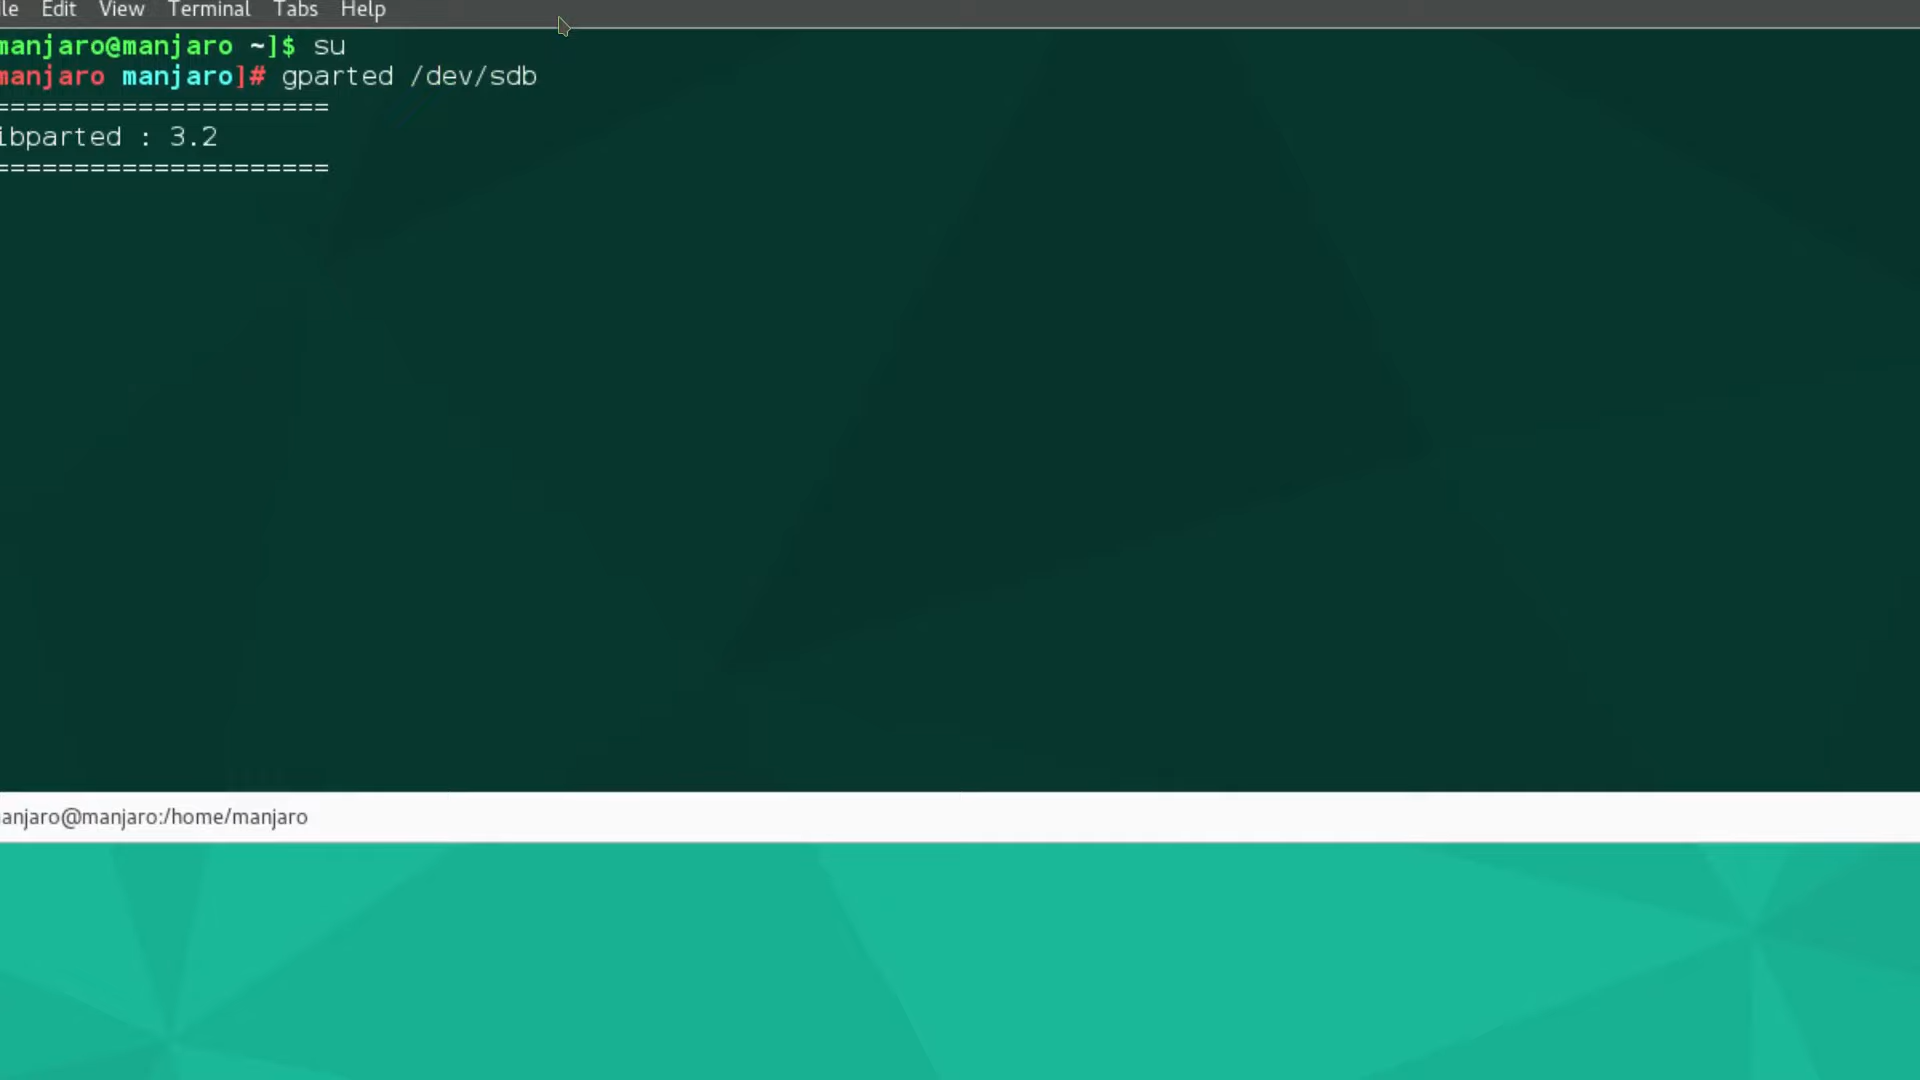 le Edit View Terminal Tabs Help
manjaro@manjaro ~]$ su
manjaro manjaro]# gparted /dev/sdb
=====================
ibparted : 3.2
=====================
anjaro@manjaro:/home/manjaro